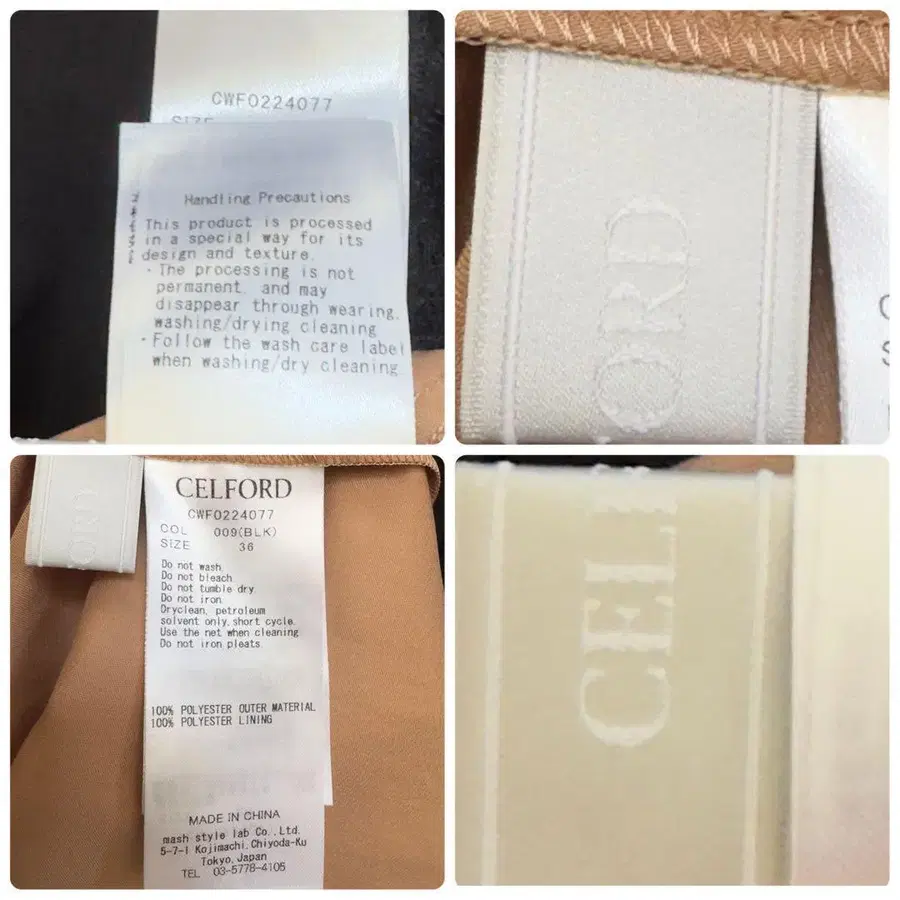 CWF0224077
SIZE
Handling Precautions
This product is processed
in a special way for its
design and texture.
・The processing is not
permanent, and may
disappear through wearing,
washing/drying cleaning
・Follow the wash care label
when washing/dry cleaning
ORD
ORD
CELFORD
CWF0224077
COL 009(BLK)
SIZE 36
Do not wash
Do not bleach
Do not tumble dry.
Do not iron.
Dryclean, petroleum
solvent only, short cycle.
Use the net when cleaning
Do not iron pleats.
100% POLYESTER OUTER MATERIAL
100% POLYESTER LINING
MADE IN CHINA
mash style lab Co.,Ltd.
5-7-1 Kojimachi,Chiyoda-Ku
Tokyo,Japan
TEL 03-5778-4105
CEL